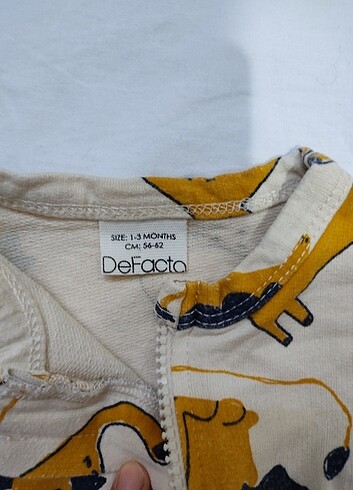 SIZE: 1-3 MONTHS
CM: 56-62
DeFacto